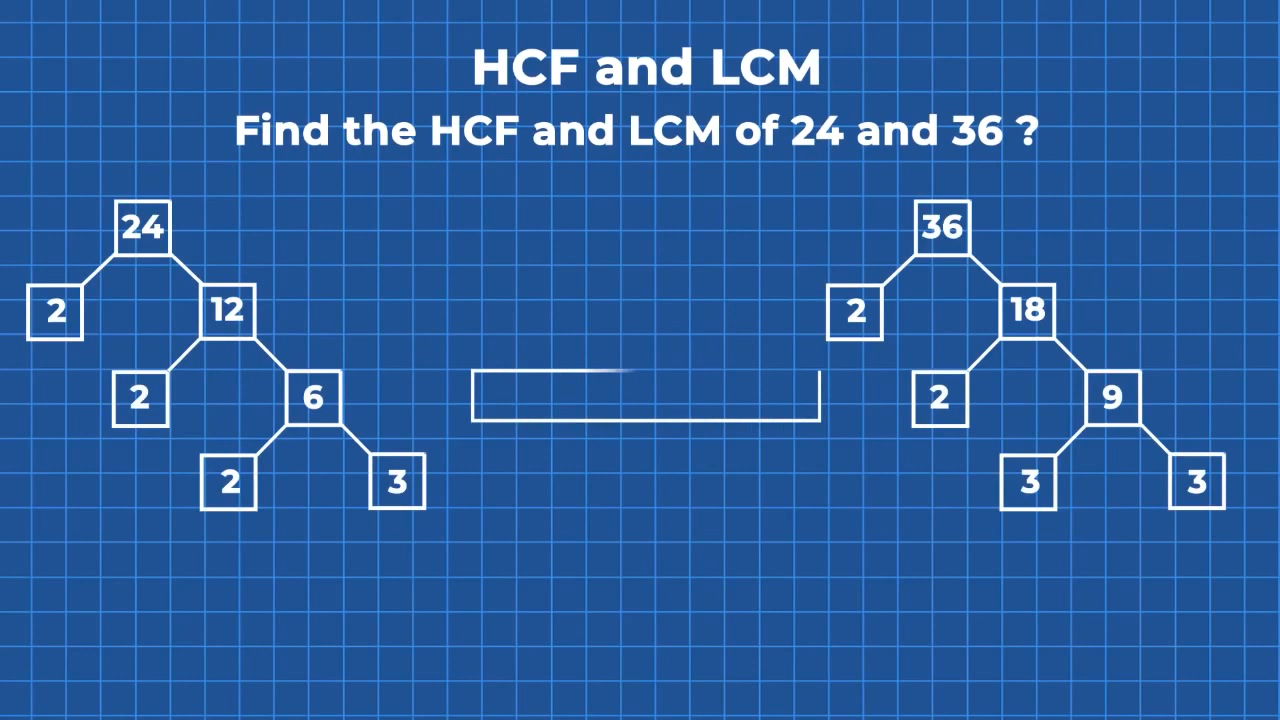 HCF and LCM
Find the HCF and LCM of 24 and 36 ?
24 36
2 12 2 18
2 6 2 9
2 3 3 3